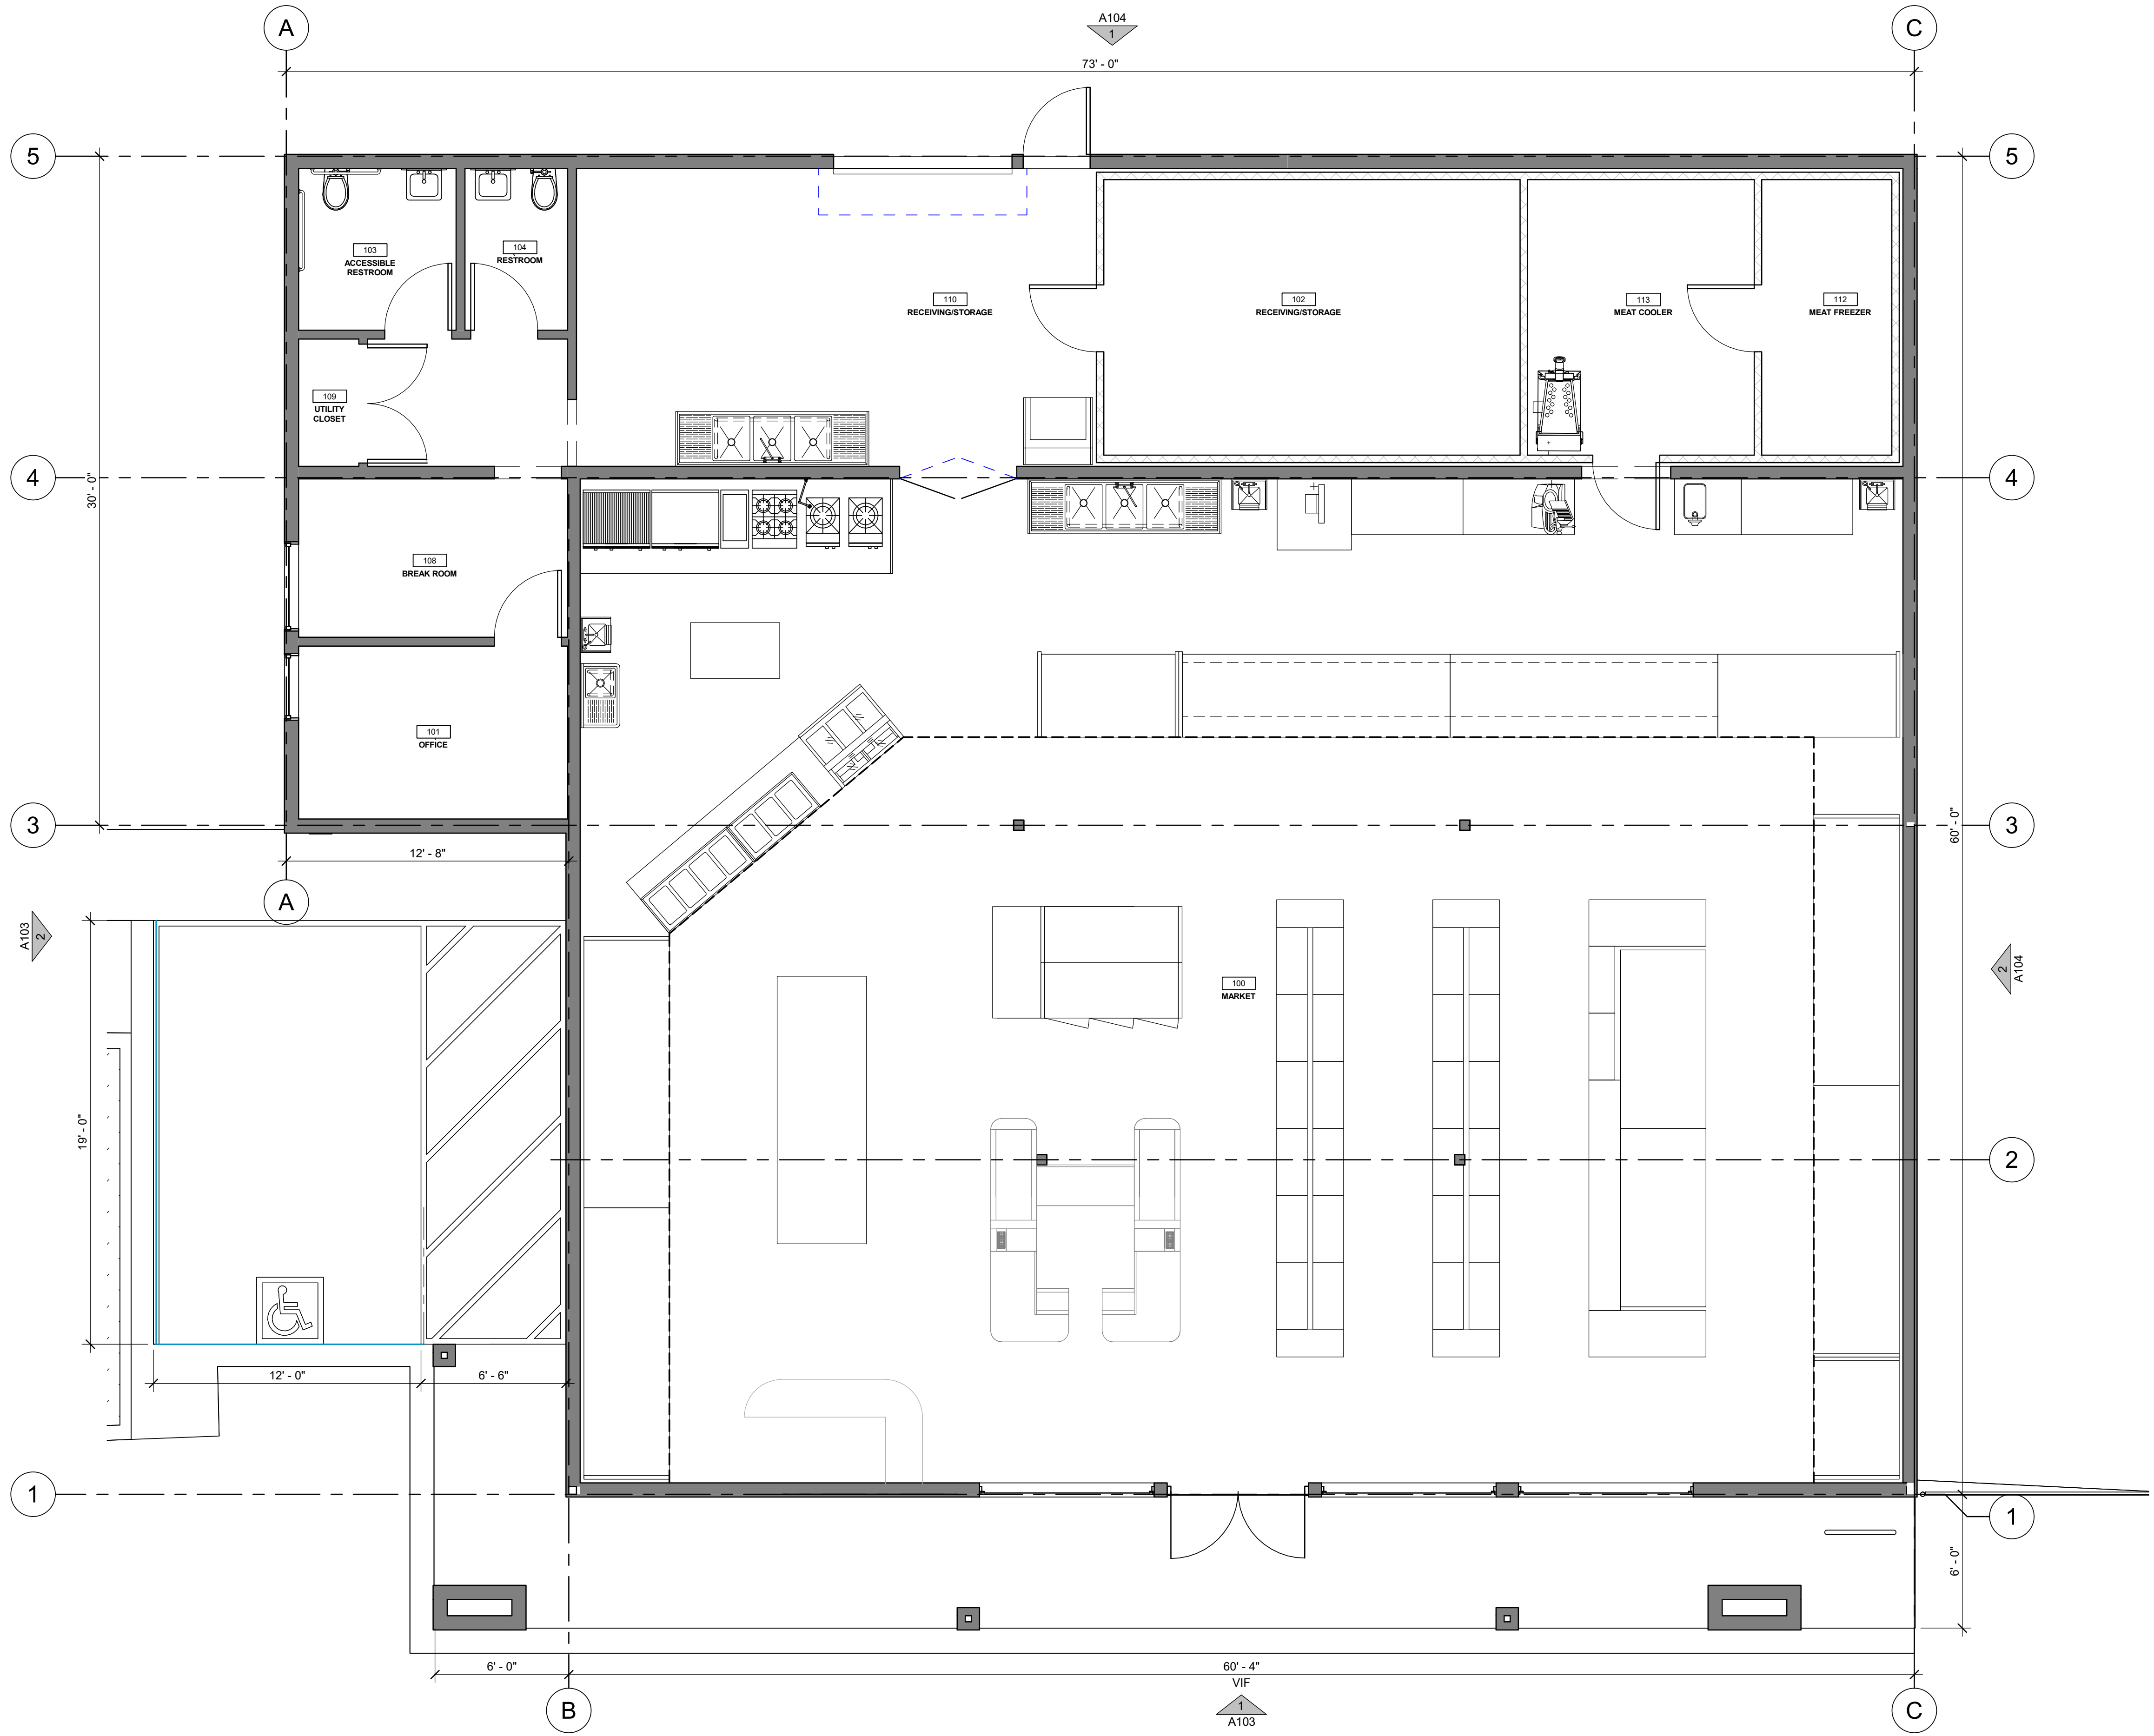 A
A104
1
C
73' - 0"
5
5
103
ACCESSIBLE
RESTROOM
104
RESTROOM
110
RECEIVING/STORAGE
102
RECEIVING/STORAGE
113
MEAT COOLER
112
MEAT FREEZER
109
UTILITY
CLOSET
4
4
30' - 0"
108
BREAK ROOM
101
OFFICE
3
3
60' - 0"
12' - 8"
A
A103
2
2
A104
100
MARKET
19' - 0"
2
12' - 0"
6' - 6"
1
1
6' - 0"
6' - 0"
60' - 4"
VIF
B
1
A103
C